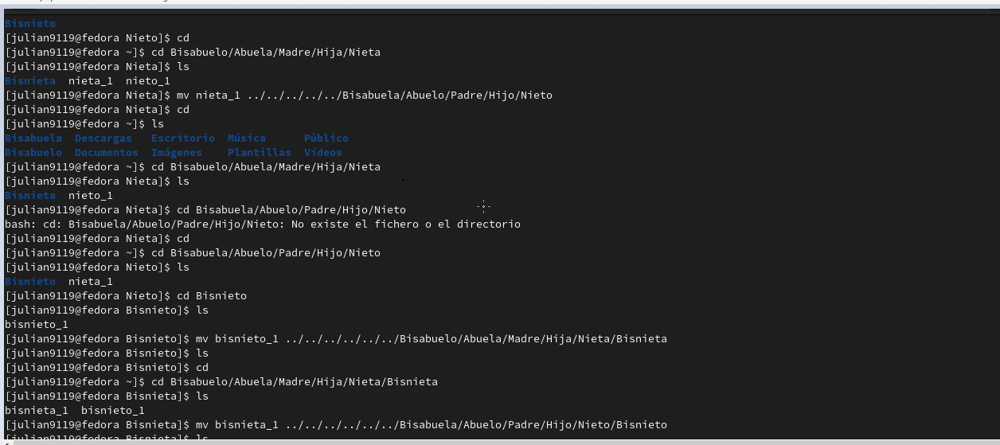 Bisnieto
[julian9119@fedora Nieto]$ cd
[julian9119@fedora ~]$ cd Bisabuelo/Abuela/Madre/Hija/Nieta
[julian9119@fedora Nieta]$ ls
Bisnieta  nieta_1  nieto_1
[julian9119@fedora Nieta]$ mv nieta_1 ../../../../../Bisabuela/Abuelo/Padre/Hijo/Nieto
[julian9119@fedora Nieta]$ cd
[julian9119@fedora ~]$ ls
Bisabuela  Descargas   Escritorio  Música      Público
Bisabuelo  Documentos  Imágenes    Plantillas  Vídeos
[julian9119@fedora ~]$ cd Bisabuelo/Abuela/Madre/Hija/Nieta
[julian9119@fedora Nieta]$ ls
Bisnieta  nieto_1
[julian9119@fedora Nieta]$ cd Bisabuela/Abuelo/Padre/Hijo/Nieto
bash: cd: Bisabuela/Abuelo/Padre/Hijo/Nieto: No existe el fichero o el directorio
[julian9119@fedora Nieta]$ cd
[julian9119@fedora ~]$ cd Bisabuela/Abuelo/Padre/Hijo/Nieto
[julian9119@fedora Nieto]$ ls
Bisnieto  nieta_1
[julian9119@fedora Nieto]$ cd Bisnieto
[julian9119@fedora Bisnieto]$ ls
bisnieto_1
[julian9119@fedora Bisnieto]$ mv bisnieto_1 ../../../../../../Bisabuelo/Abuela/Madre/Hija/Nieta/Bisnieta
[julian9119@fedora Bisnieto]$ ls
[julian9119@fedora Bisnieto]$ cd
[julian9119@fedora ~]$ cd Bisabuelo/Abuela/Madre/Hija/Nieta/Bisnieta
[julian9119@fedora Bisnieta]$ ls
bisnieta_1  bisnieto_1
[julian9119@fedora Bisnieta]$ mv bisnieta_1 ../../../../../../Bisabuela/Abuelo/Padre/Hijo/Nieto/Bisnieto
[julian9119@fedora Bisnieta]$ ls